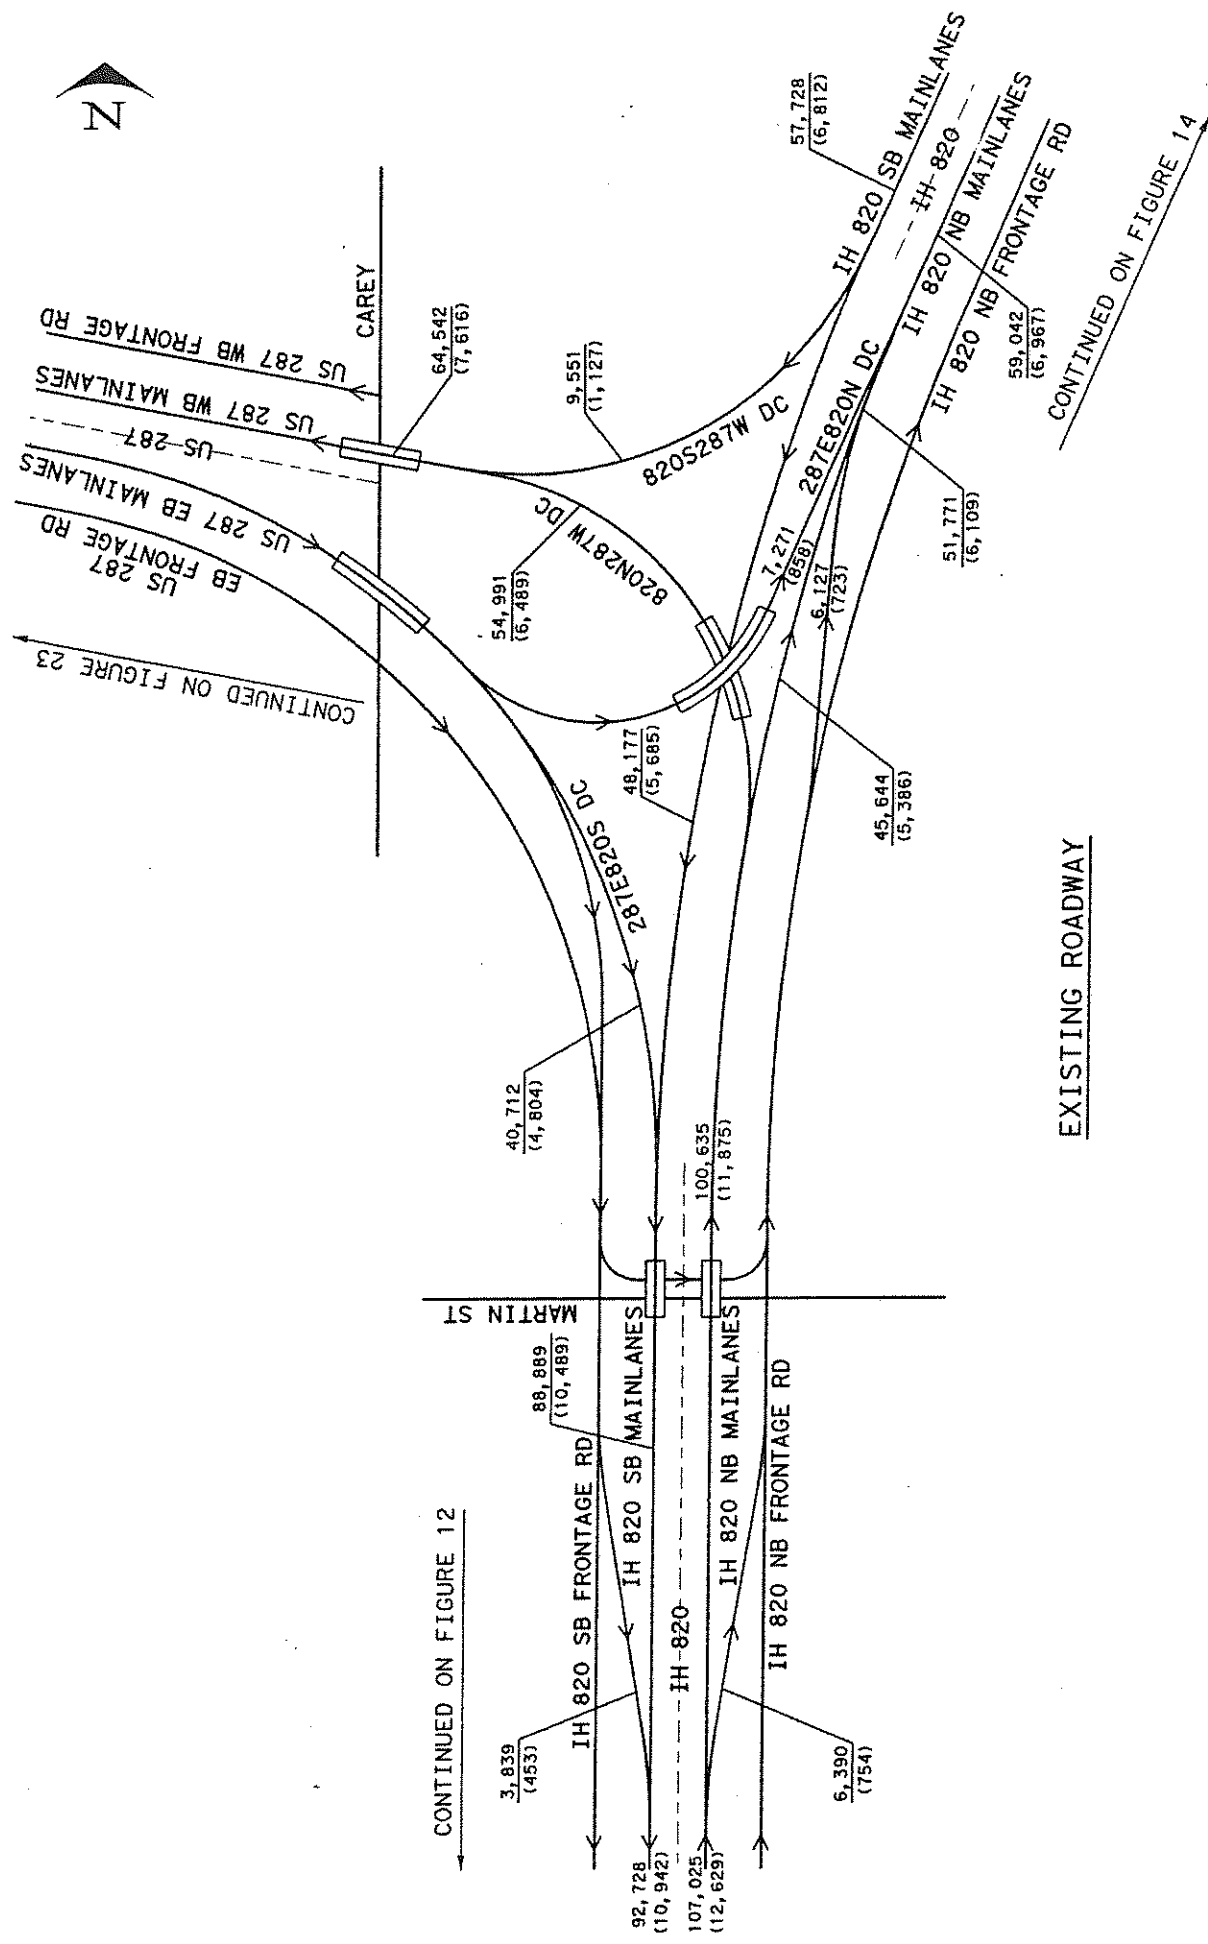 N
CONTINUED ON FIGURE 12
CONTINUED ON FIGURE 23
CONTINUED ON FIGURE 14
US 287
EB FRONTAGE RD
US 287 EB MAINLANES
US 287
US 287 WB MAINLANES
US 287 WB FRONTAGE RD
CAREY
64,542
(7,616)
9,551
(1,127)
820S287W DC
54,991
(6,489)
820N287W DC
57,728
(6,812)
IH 820 SB MAINLANES
IH 820
IH 820 NB MAINLANES
59,042
(6,967)
IH 820 NB FRONTAGE RD
287E820N DC
7,271
(858)
6,127
(723)
51,771
(6,109)
48,177
(5,685)
45,644
(5,386)
287E820S DC
40,712
(4,804)
100,635
(11,875)
MARTIN ST
88,889
(10,489)
IH 820 SB FRONTAGE RD
IH 820 SB MAINLANES
IH 820
IH 820 NB MAINLANES
IH 820 NB FRONTAGE RD
3,839
(453)
6,390
(754)
92,728
(10,942)
107,025
(12,629)
EXISTING ROADWAY